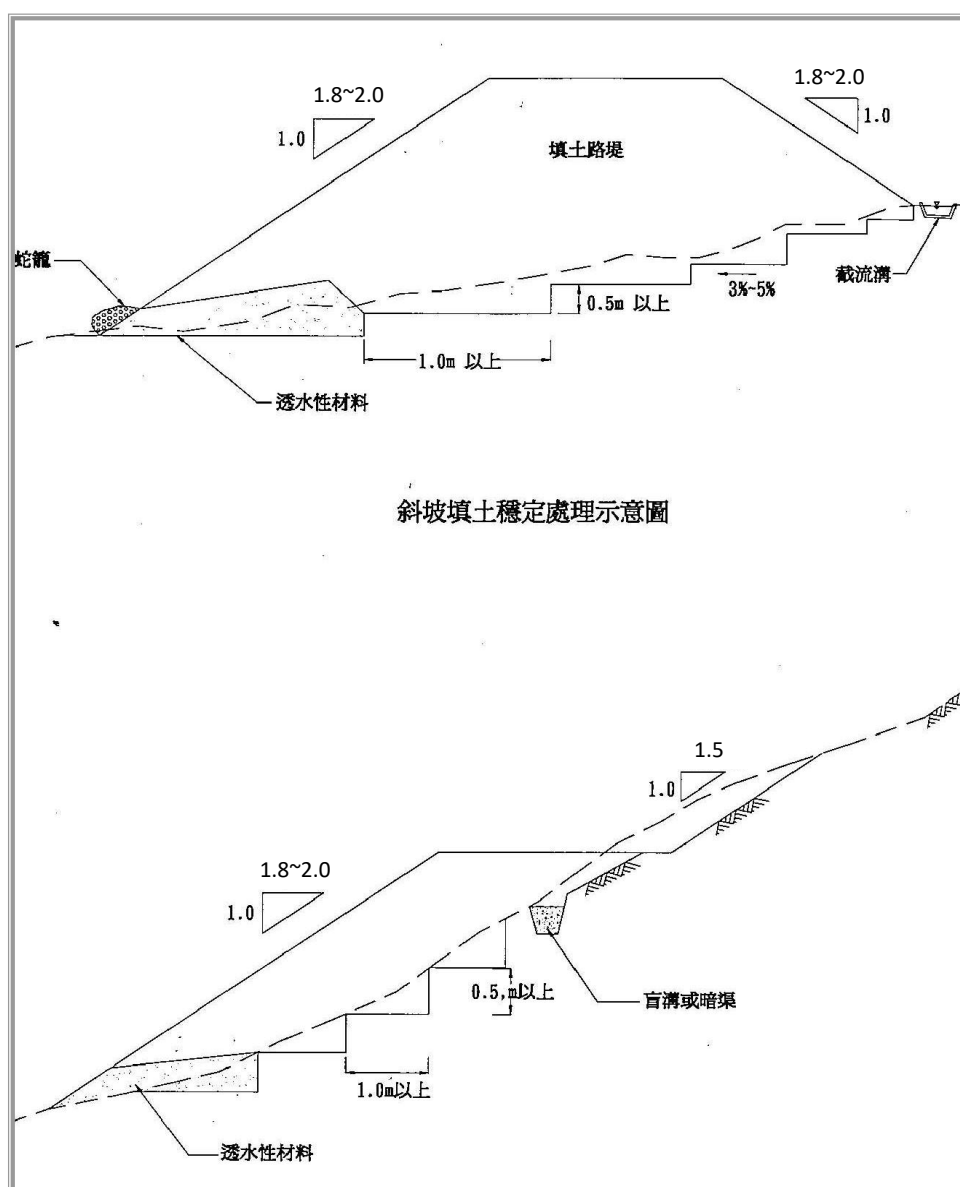 1.8~2.0
1.0
1.8~2.0
1.0
填土路堤
蛇籠
截流溝
3%~5%
0.5m 以上
1.0m 以上
透水性材料
斜坡填土穩定處理示意圖
1.5
1.0
1.8~2.0
1.0
0.5,m以上
盲溝或暗渠
1.0m以上
透水性材料